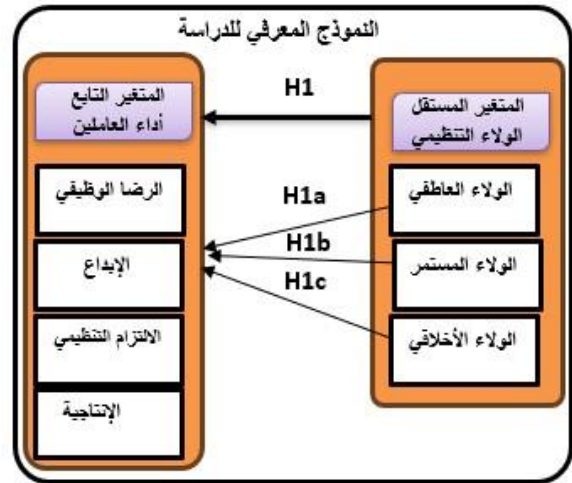 النموذج المعرفي للدراسة
المتغير المستقل
الولاء التنظيمي
الولاء العاطفي
الولاء المستمر
الولاء الأخلاقي
H1
H1a
H1b
H1c
المتغير التابع
أداء العاملين
الرضا الوظيفي
الإبداع
الالتزام التنظيمي
الإنتاجية